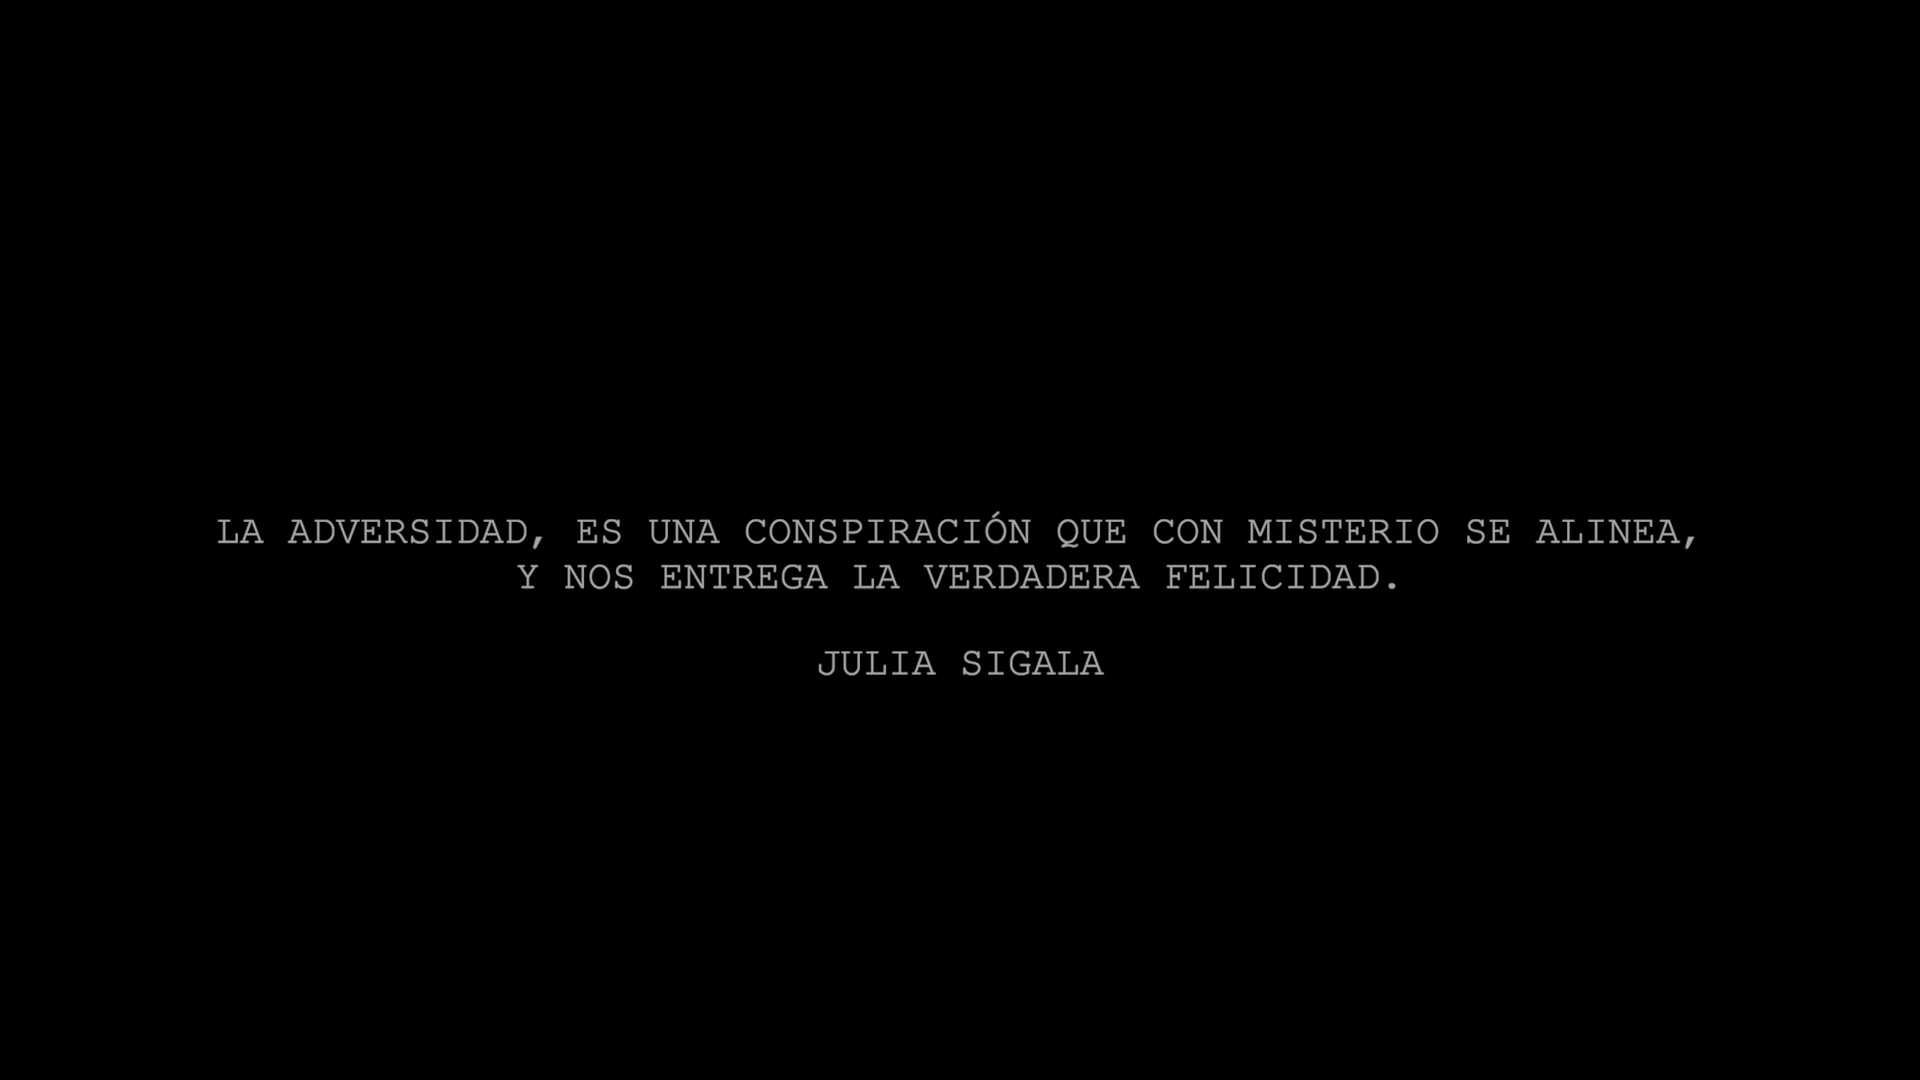 LA ADVERSIDAD, ES UNA CONSPIRACIÓN QUE CON MISTERIO SE ALINEA,
Y NOS ENTREGA LA VERDADERA FELICIDAD.
JULIA SIGALA